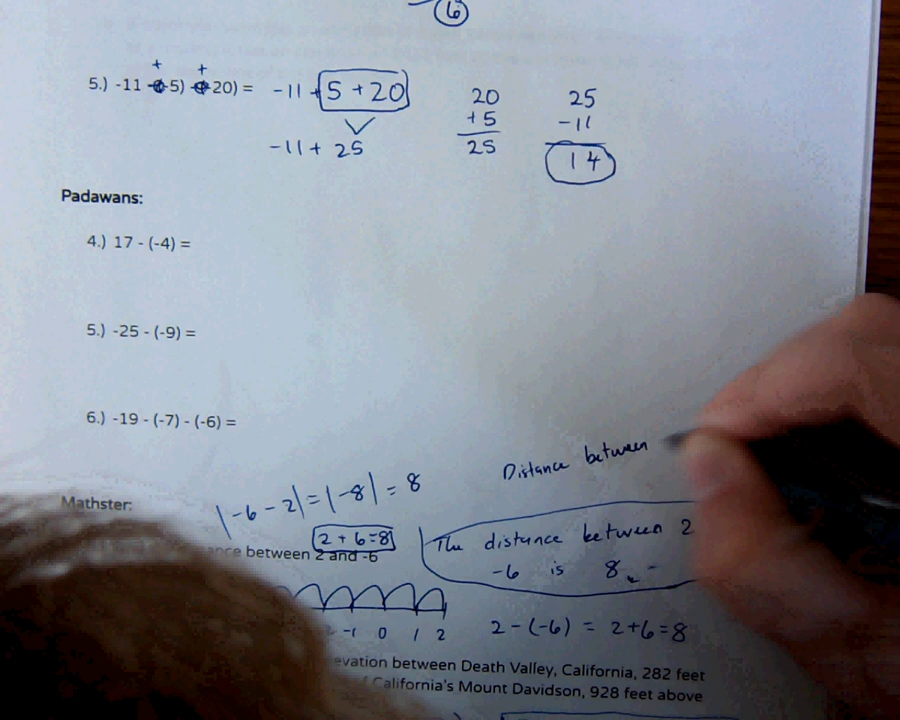 6
+ +
5.) -11 - (-5) - (-20) = -11 + 5 + 20 20 25
+5 -11
-11 + 25 25 14
Padawans:
4.) 17 - (-4) =
5.) -25 - (-9) =
6.) -19 - (-7) - (-6) =
Distance between
Mathster:
|-6 - 2| = |-8| = 8
2 + 6 = 8
The distance between 2
between 2 and -6
-6 is 8
-1 0 1 2
2 - (-6) = 2 + 6 = 8
between Death Valley, California, 282 feet
California's Mount Davidson, 928 feet above